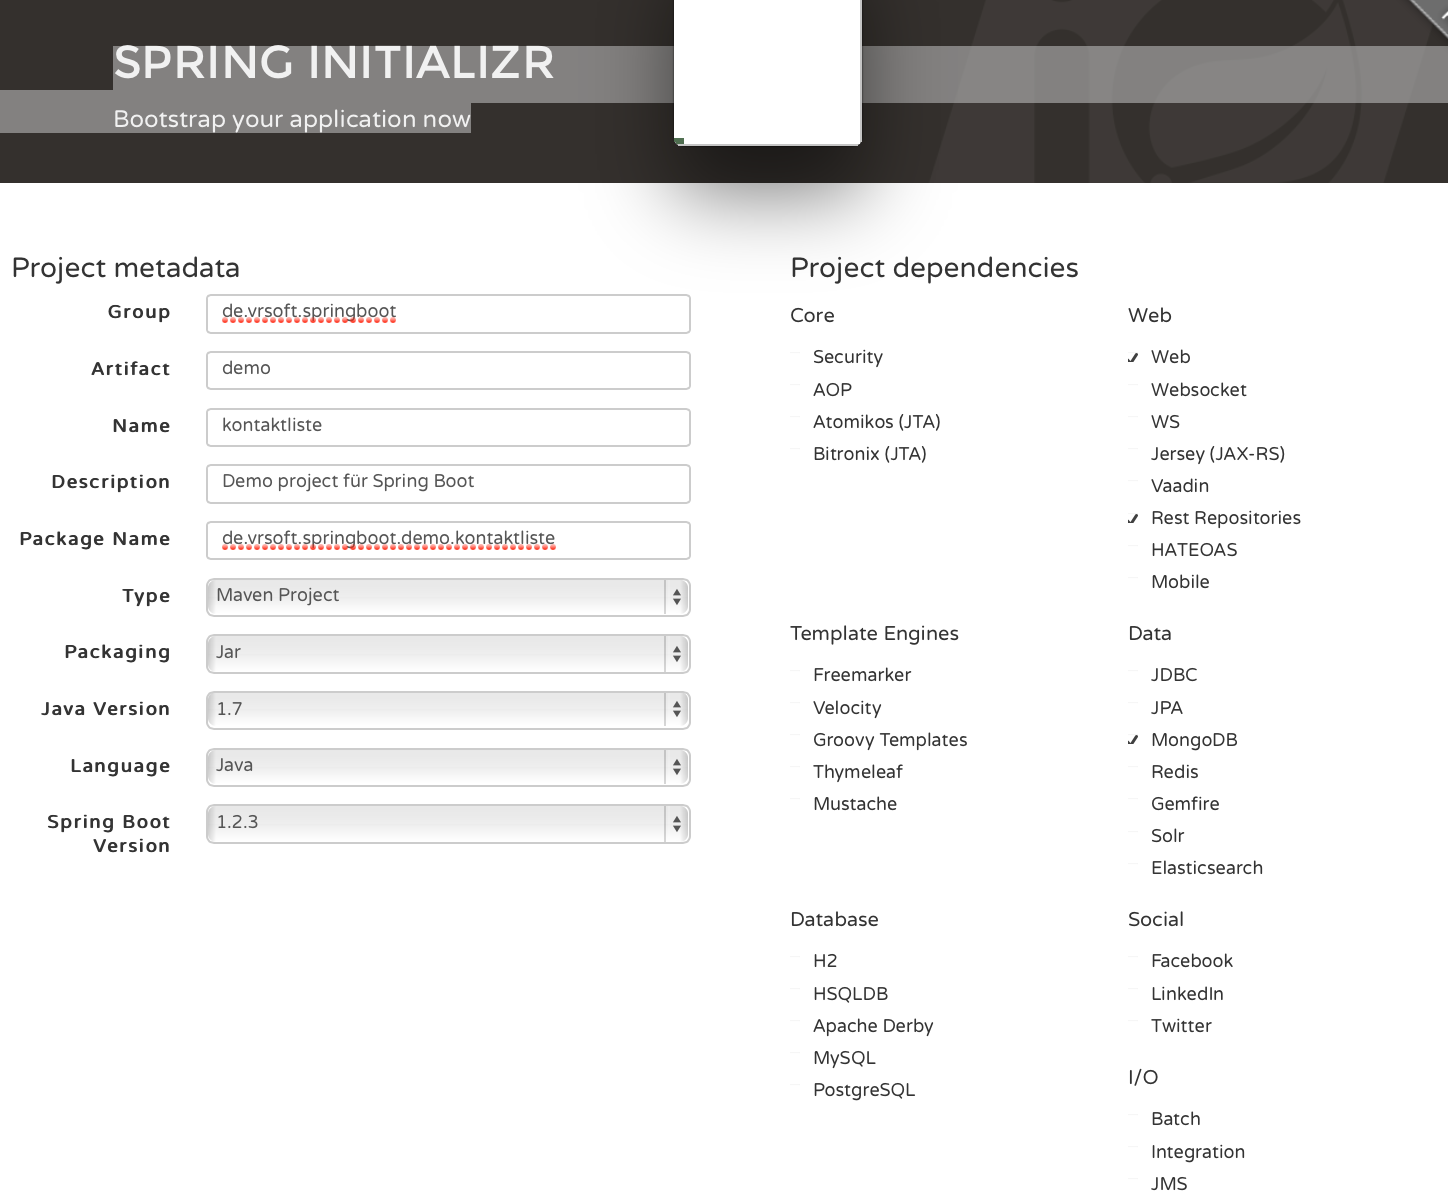 SPRING INITIALIZR
Bootstrap your application now
Project metadata
Group
de.vrsoft.springboot
Artifact
demo
Name
kontaktliste
Description
Demo project für Spring Boot
Package Name
de.vrsoft.springboot.demo.kontaktliste
Type
Maven Project
Packaging
Jar
Java Version
1.7
Language
Java
Spring Boot
Version
1.2.3
Project dependencies
Core
Security
AOP
Atomikos (JTA)
Bitronix (JTA)
Web
Web
Websocket
WS
Jersey (JAX-RS)
Vaadin
Rest Repositories
HATEOAS
Mobile
Template Engines
Freemarker
Velocity
Groovy Templates
Thymeleaf
Mustache
Data
JDBC
JPA
MongoDB
Redis
Gemfire
Solr
Elasticsearch
Database
H2
HSQLDB
Apache Derby
MySQL
PostgreSQL
Social
Facebook
LinkedIn
Twitter
I/O
Batch
Integration
JMS